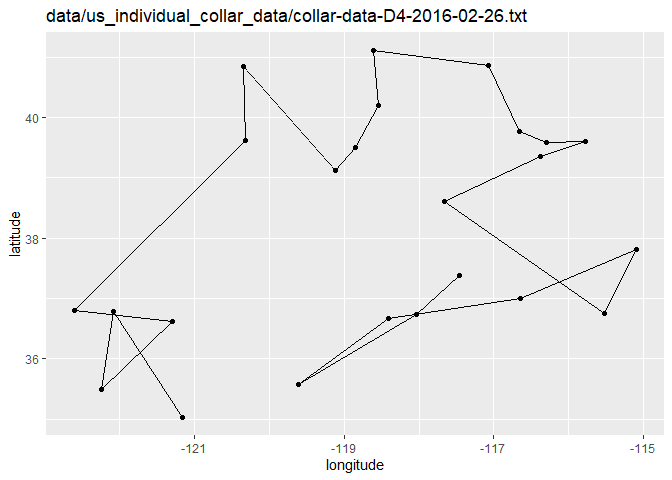 data/us_individual_collar_data/collar-data-D4-2016-02-26.txt
40
38
36
latitude
-121 -119 -117 -115
longitude